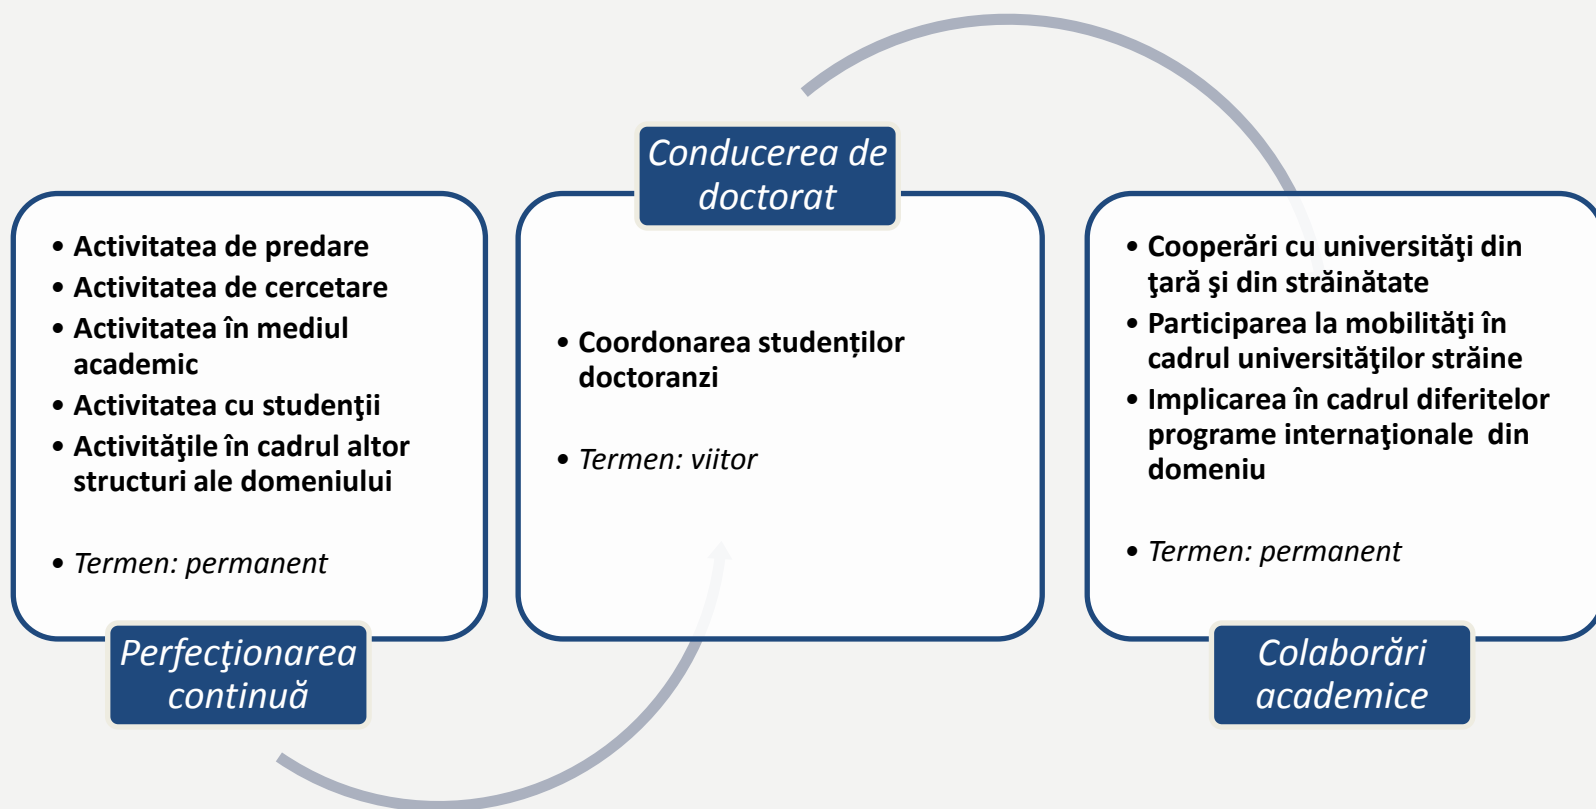 • Activitatea de predare
• Activitatea de cercetare
• Activitatea în mediul
academic
• Activitatea cu studenţii
• Activităţile în cadrul altor
structuri ale domeniului
• Termen: permanent
Perfecţionarea
continuă
Conducerea de
doctorat
• Coordonarea studenților
doctoranzi
• Termen: viitor
• Cooperări cu universităţi din
ţară şi din străinătate
• Participarea la mobilităţi în
cadrul universităţilor străine
• Implicarea în cadrul diferitelor
programe internaţionale  din
domeniu
• Termen: permanent
Colaborări
academice